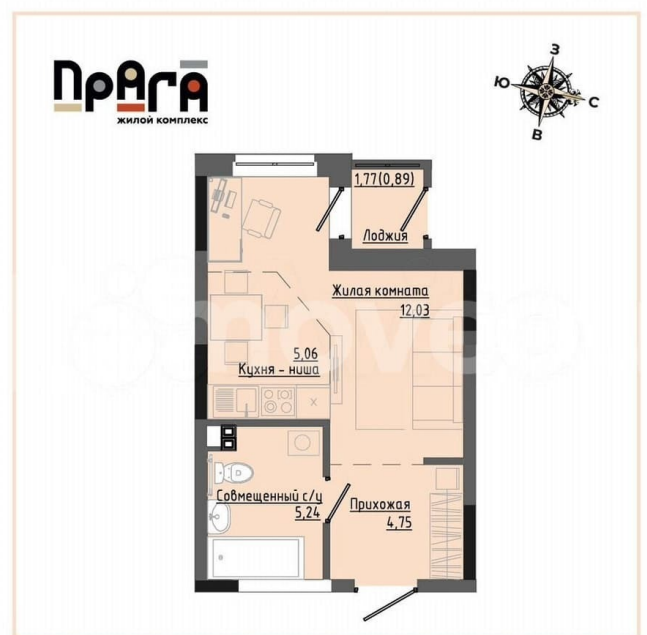 ПРАГА
жилой комплекс
З
Ю
С
В
1,77(0,89)
Лоджия
Жилая комната
12,03
5,06
Кухня - ниша
Совмещенный с/у
5,24
Прихожая
4,75